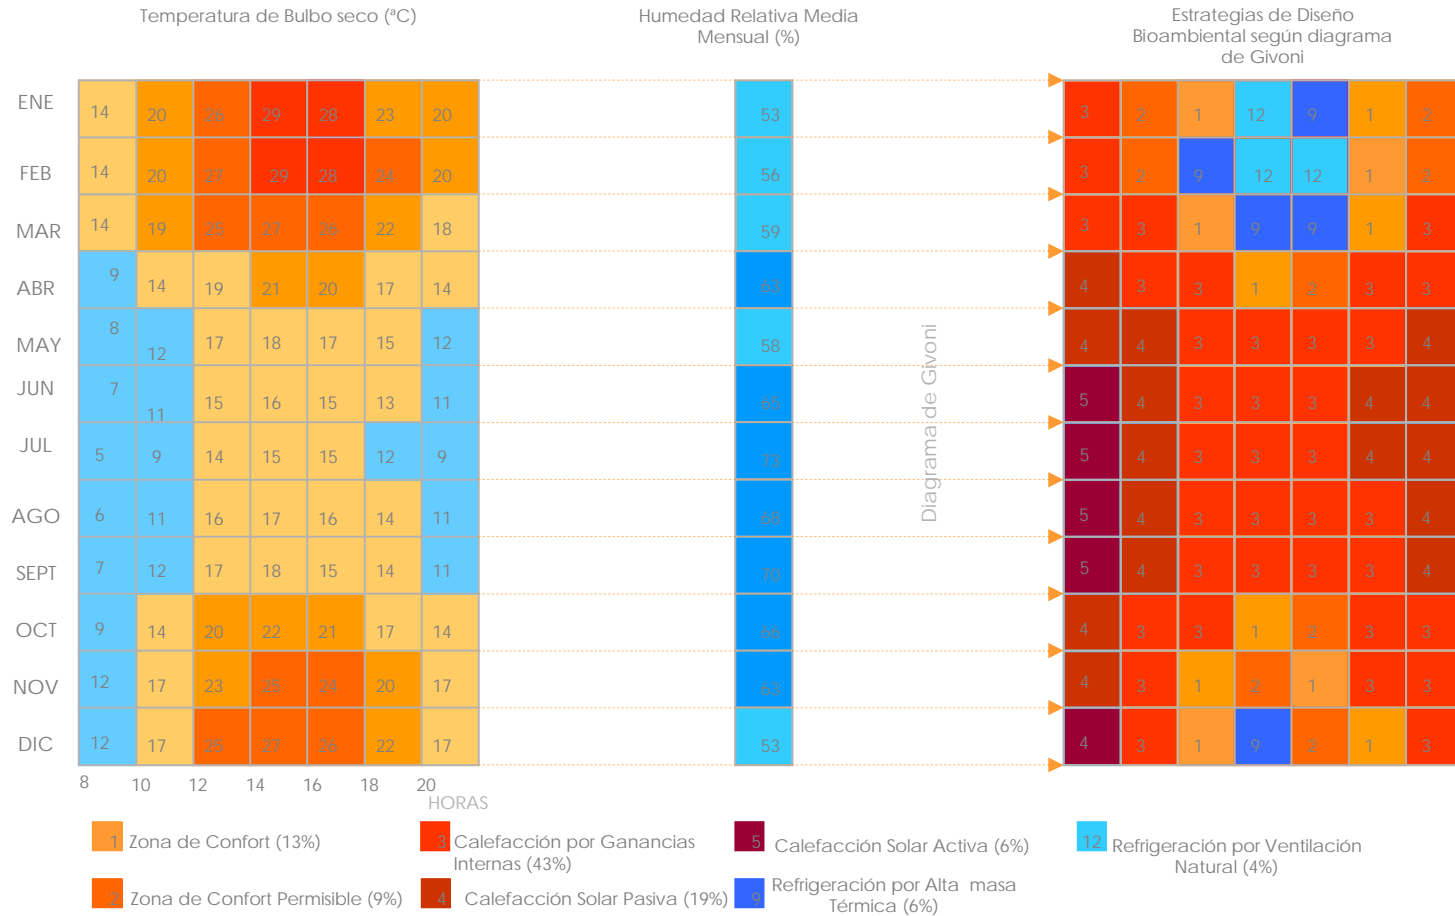 Temperatura de Bulbo seco (ªC)
Humedad Relativa Media
Mensual (%)
Estrategias de Diseño
Bioambiental según diagrama
de Givoni
ENE 14 20 26 29 28 23 20 53 3 2 1 12 9 1 2
FEB 14 20 27 29 28 24 20 56 3 2 9 12 12 1 2
MAR 14 19 25 27 26 22 18 59 3 3 1 9 9 1 3
ABR 9 14 19 21 20 17 14 63 4 3 3 1 2 3 3
MAY 8 12 17 18 17 15 12 58 4 4 3 3 3 3 4
JUN 7 11 15 16 15 13 11 65 5 4 3 3 3 4 4
JUL 5 9 14 15 15 12 9 73 5 4 3 3 3 4 4
AGO 6 11 16 17 16 14 11 68 5 4 3 3 3 3 4
SEPT 7 12 17 18 15 14 11 70 5 4 3 3 3 3 4
OCT 9 14 20 22 21 17 14 66 4 3 3 1 2 3 3
NOV 12 17 23 25 24 20 17 63 4 3 1 2 1 3 3
DIC 12 17 25 27 26 22 17 53 4 3 1 9 2 1 3
Diagrama de Givoni
8 10 12 14 16 18 20
HORAS
1 Zona de Confort (13%)
3 Calefacción por Ganancias
Internas (43%)
5 Calefacción Solar Activa (6%)
12 Refrigeración por Ventilación
Natural (4%)
2 Zona de Confort Permisible (9%)
4 Calefacción Solar Pasiva (19%)
9 Refrigeración por Alta masa
Térmica (6%)